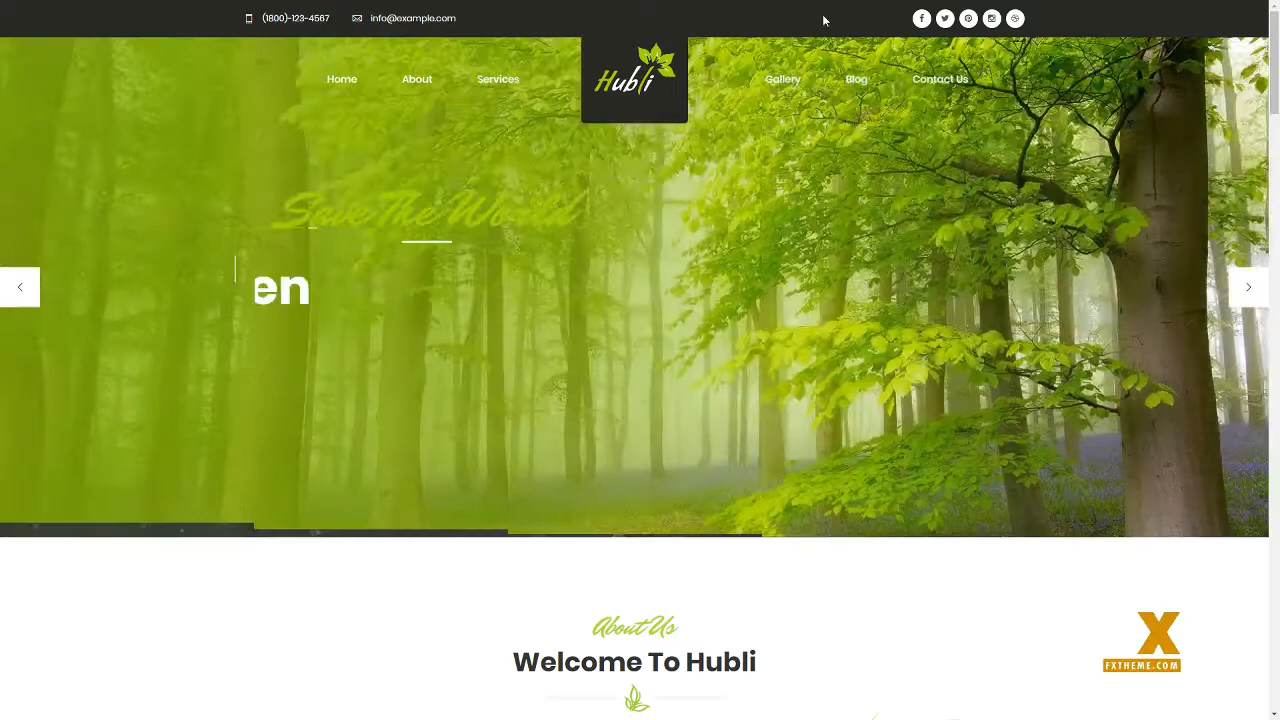 (1800)-123-4567 info@example.com
Home About Services Hubli Gallery Blog Contact Us
Save The World
en
About Us
Welcome To Hubli
X
FXTHEME.COM